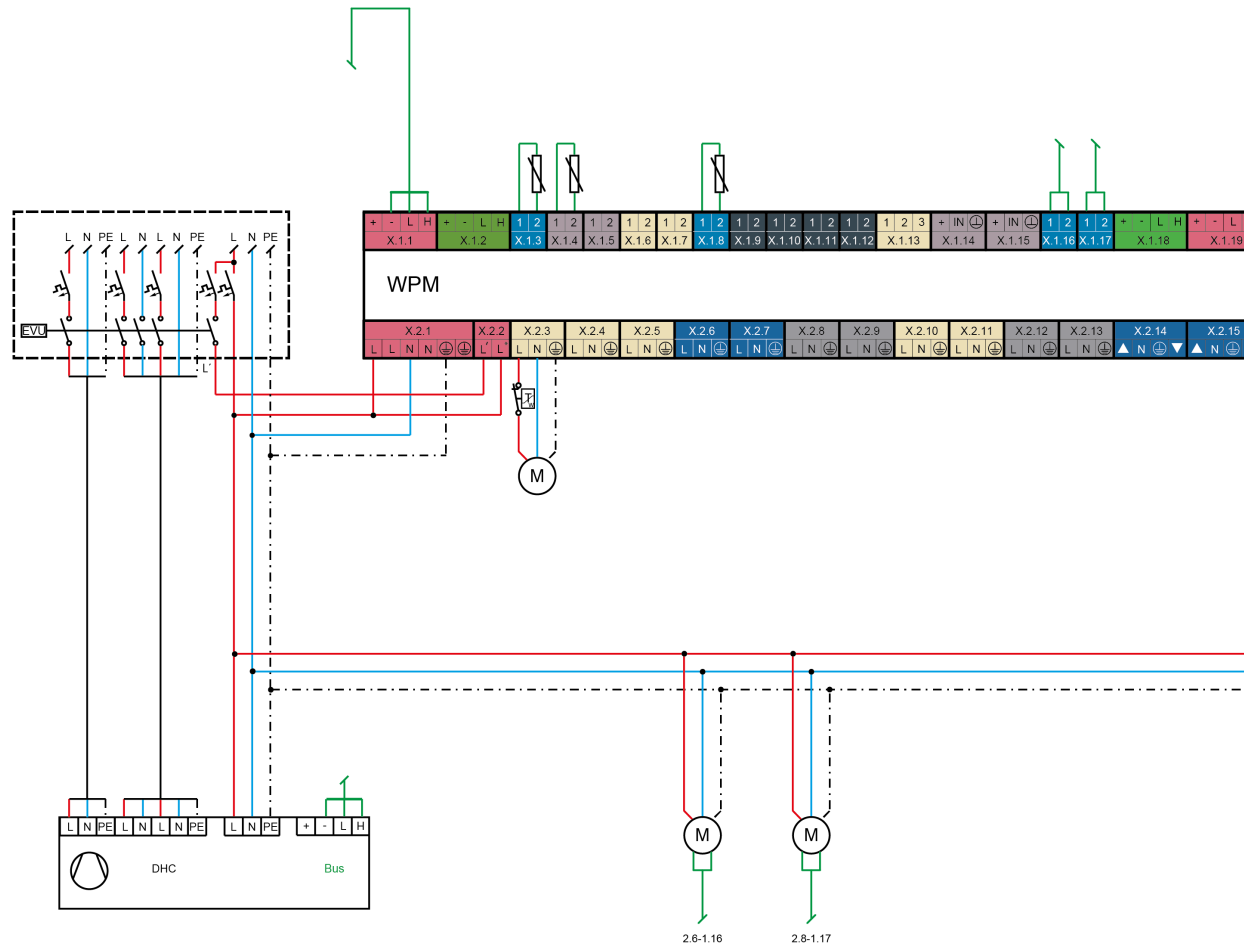 + - L H + - L H 1 2 1 2 1 2 1 2 1 2 1 2 1 2 1 2 1 2 1 2 1 2 3 + IN + IN 1 2 1 2 + - L H + - L
X.1.1 X.1.2 X.1.3 X.1.4 X.1.5 X.1.6 X.1.7 X.1.8 X.1.9 X.1.10 X.1.11 X.1.12 X.1.13 X.1.14 X.1.15 X.1.16 X.1.17 X.1.18 X.1.19
L N PE L N L N PE L N PE
WPM
EVU
X.2.1 X.2.2 X.2.3 X.2.4 X.2.5 X.2.6 X.2.7 X.2.8 X.2.9 X.2.10 X.2.11 X.2.12 X.2.13 X.2.14 X.2.15
L L N N L' L' L N L N L N L N L N L N L N L N L N L N L N N N
L'
T
W
M
L N PE L N L N PE L N PE + - L H
M M
DHC Bus
2.6-1.16 2.8-1.17